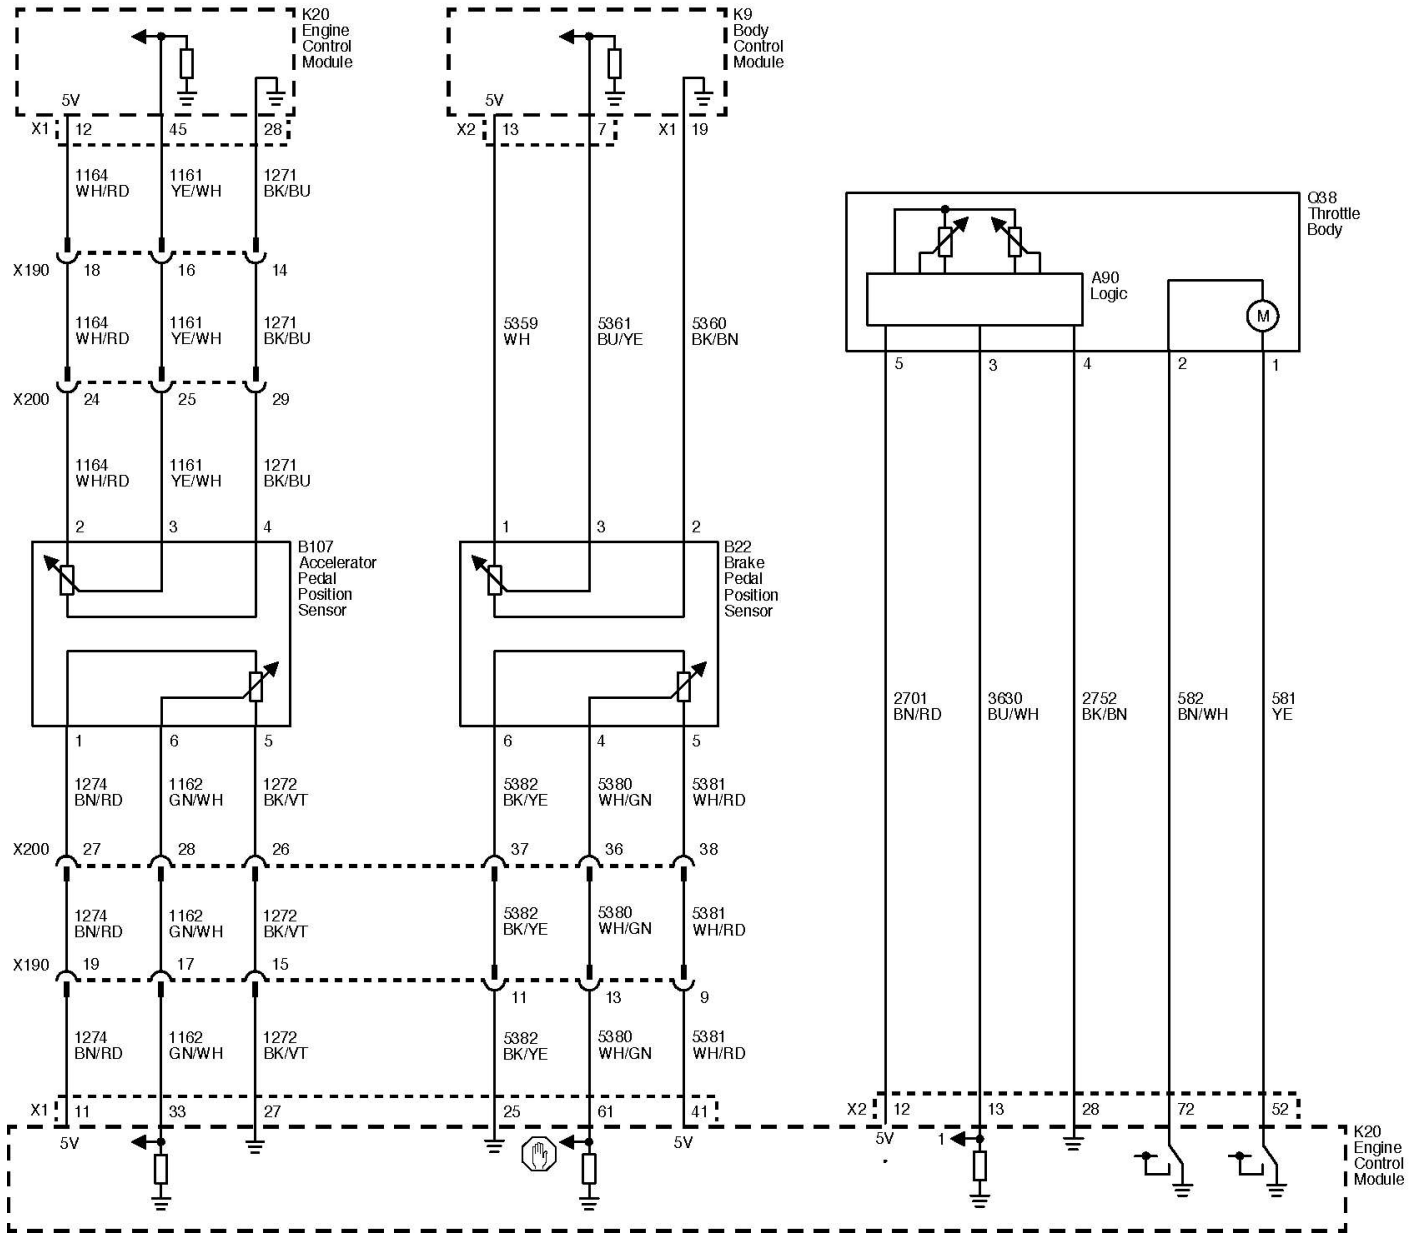 K20
Engine
Control
Module
K9
Body
Control
Module
5V
5V
X1 12 45 28
X2 13 7 X1 19
1164
WH/RD
1161
YE/WH
1271
BK/BU
Q38
Throttle
Body
X190 18 16 14
A90
Logic
M
1164
WH/RD
1161
YE/WH
1271
BK/BU
5359
WH
5361
BU/YE
5360
BK/BN
5 3 4 2 1
X200 24 25 29
1164
WH/RD
1161
YE/WH
1271
BK/BU
2 3 4
1 3 2
B107
Accelerator
Pedal
Position
Sensor
B22
Brake
Pedal
Position
Sensor
2701
BN/RD
3630
BU/WH
2752
BK/BN
582
BN/WH
581
YE
1 6 5
6 4 5
1274
BN/RD
1162
GN/WH
1272
BK/VT
5382
BK/YE
5380
WH/GN
5381
WH/RD
X200 27 28 26 37 36 38
1274
BN/RD
1162
GN/WH
1272
BK/VT
5382
BK/YE
5380
WH/GN
5381
WH/RD
X190 19 17 15
11 13 9
1274
BN/RD
1162
GN/WH
1272
BK/VT
5382
BK/YE
5380
WH/GN
5381
WH/RD
X1 11 33 27 25 61 41
X2 12 13 28 72 52
5V
5V
5V
1
K20
Engine
Control
Module